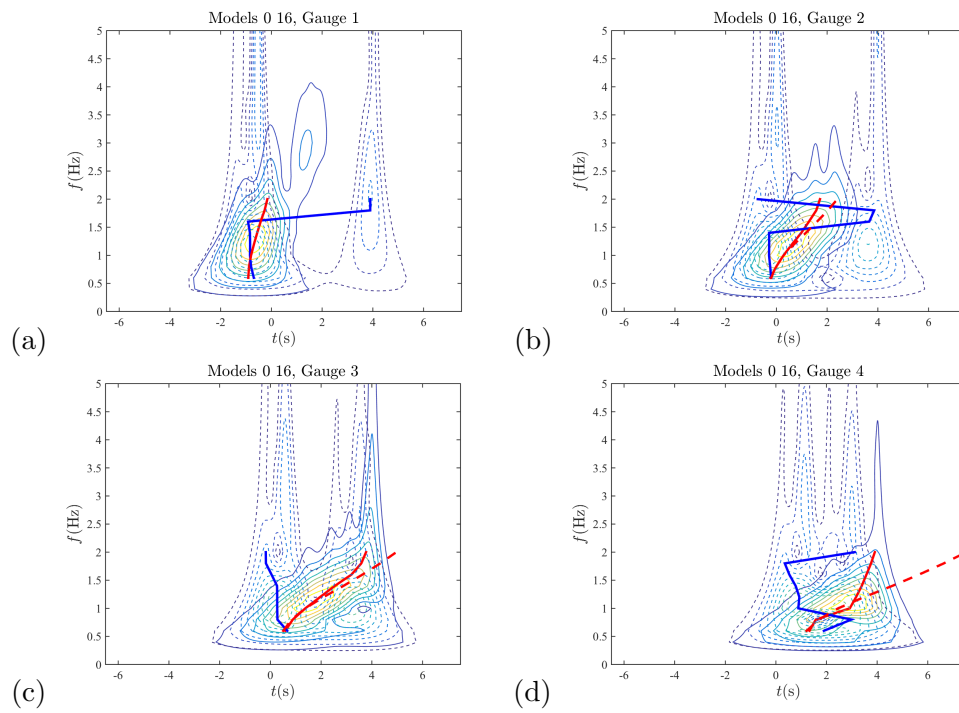 Models 0 16, Gauge 1
5
4.5
4
3.5
3
2.5
2
1.5
1
0.5
0
f(Hz)
-6 -4 -2 0 2 4 6
t(s)
(a)
Models 0 16, Gauge 2
5
4.5
4
3.5
3
2.5
2
1.5
1
0.5
0
f(Hz)
-6 -4 -2 0 2 4 6
t(s)
(b)
Models 0 16, Gauge 3
5
4.5
4
3.5
3
2.5
2
1.5
1
0.5
0
f(Hz)
-6 -4 -2 0 2 4 6
t(s)
(c)
Models 0 16, Gauge 4
5
4.5
4
3.5
3
2.5
2
1.5
1
0.5
0
f(Hz)
-6 -4 -2 0 2 4 6
t(s)
(d)